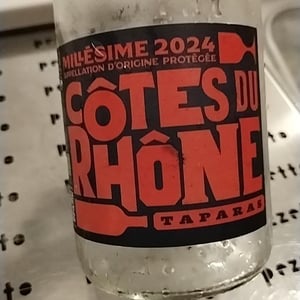 MILLÉSIME 2024
APPELLATION D'ORIGINE PROTÉGÉE
CÔTES DU
RHÔNE
TAPARAS